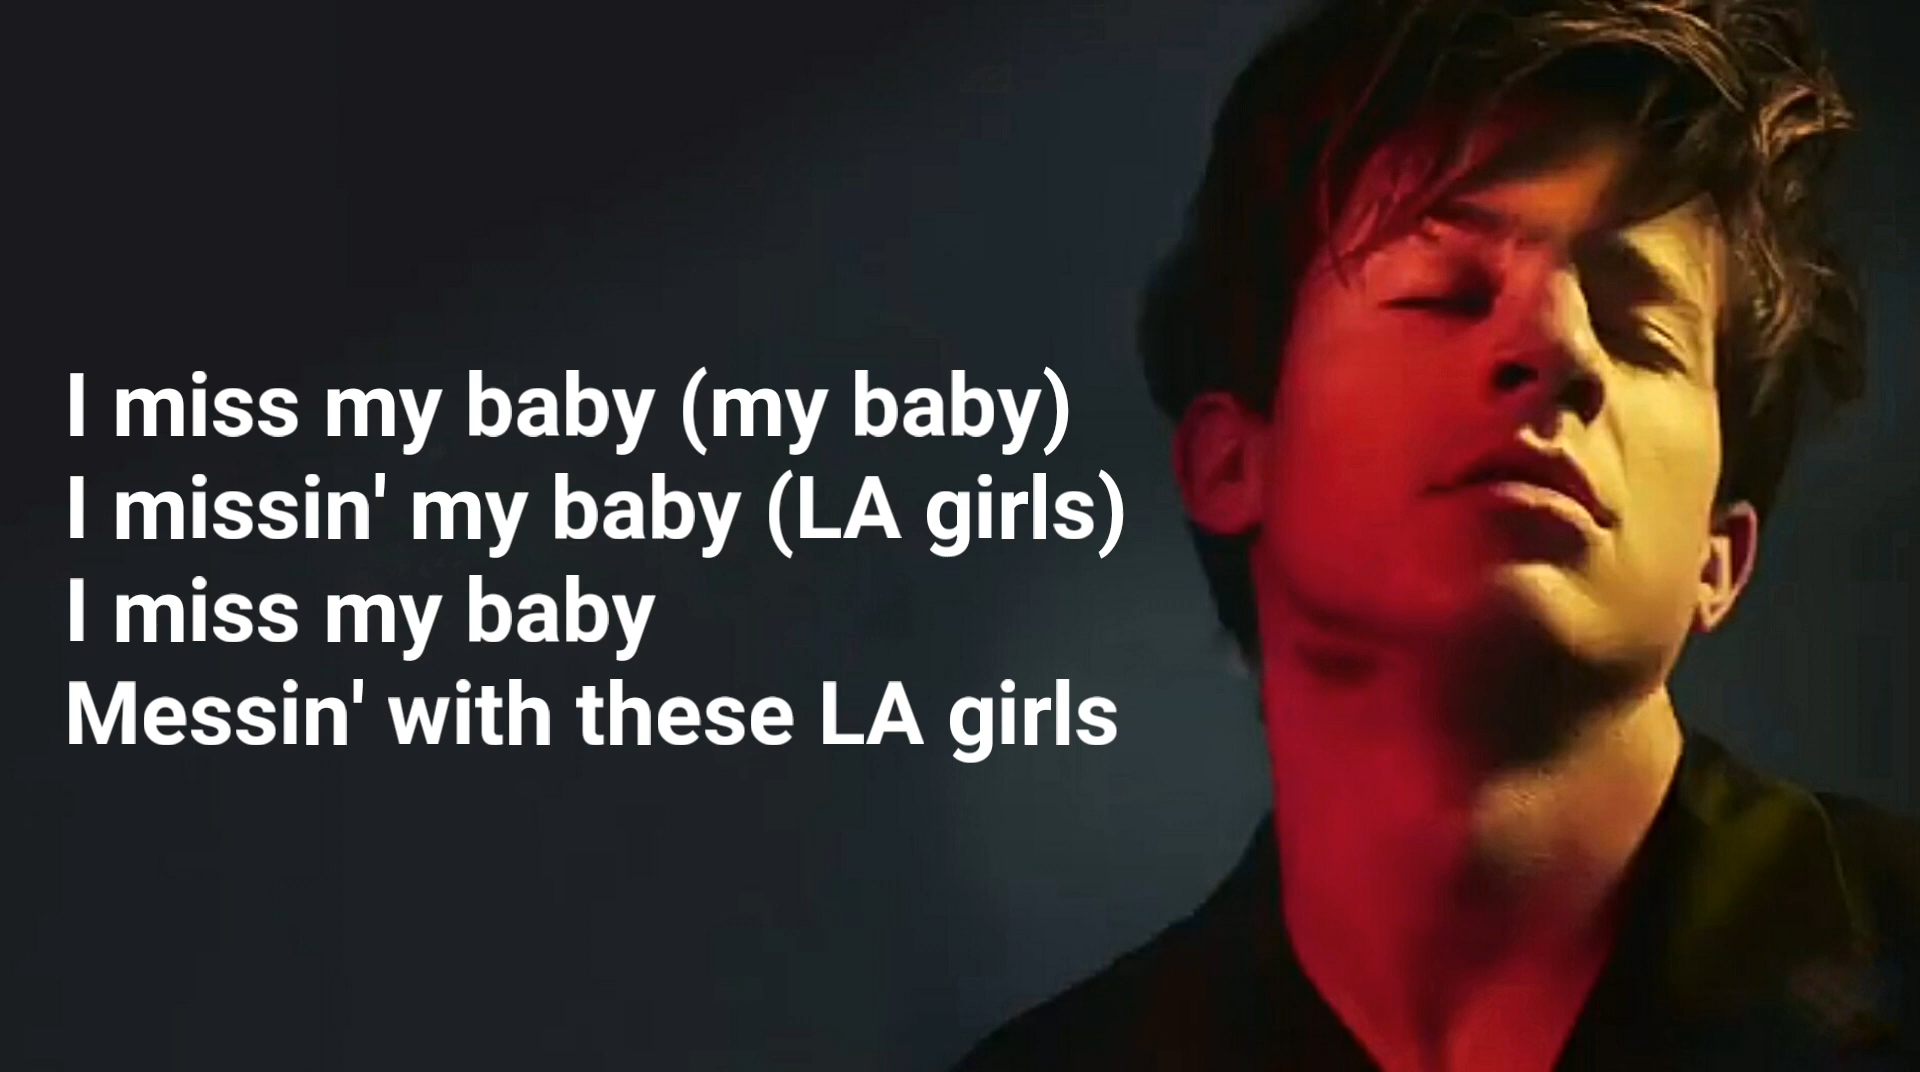 I miss my baby (my baby)
I missin' my baby (LA girls)
I miss my baby
Messin' with these LA girls